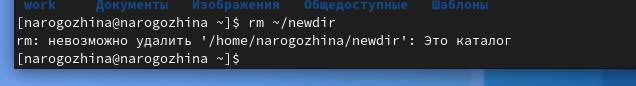 work Документы Изображения Общедоступные Шаблоны
[narogozhina@narogozhina ~]$ rm ~/newdir
rm: невозможно удалить '/home/narogozhina/newdir': Это каталог
[narogozhina@narogozhina ~]$